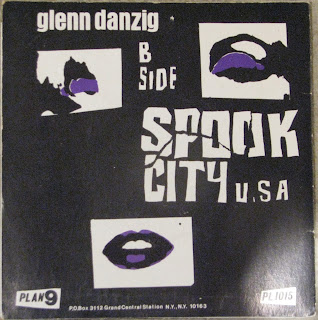 glenn danzig
B
SIDE
SPOOK
CITY U.S.A
PLAN 9
P.O.Box 3112 Grand Central Station N.Y., N.Y. 10163
PL1015